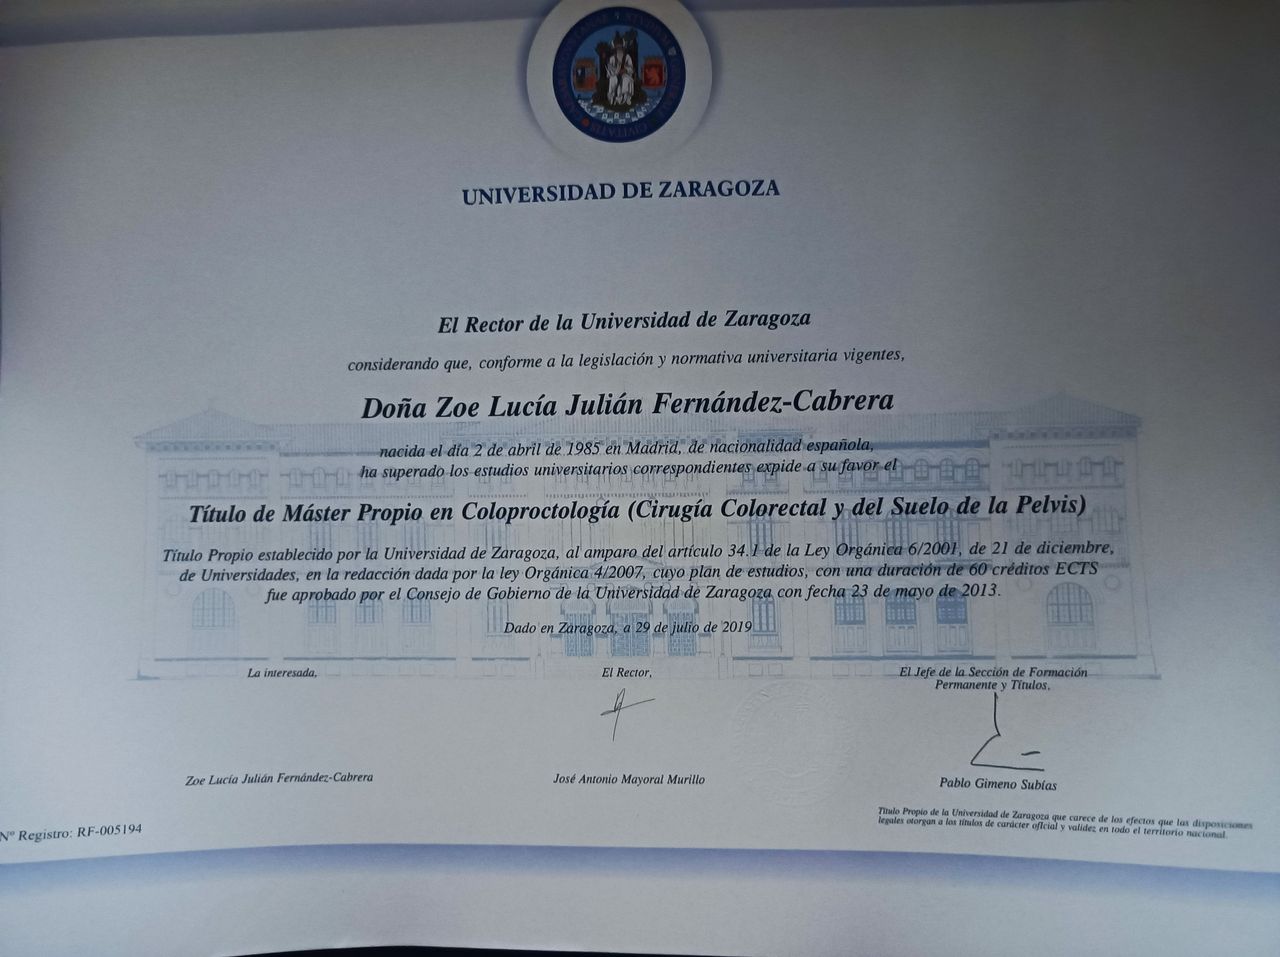 UNIVERSIDAD DE ZARAGOZA
El Rector de la Universidad de Zaragoza
considerando que, conforme a la legislación y normativa universitaria vigentes,
Doña Zoe Lucía Julián Fernández-Cabrera
nacida el día 2 de abril de 1985 en Madrid, de nacionalidad española,
ha superado los estudios universitarios correspondientes expide a su favor el
Título de Máster Propio en Coloproctología (Cirugía Colorectal y del Suelo de la Pelvis)
Título Propio establecido por la Universidad de Zaragoza, al amparo del artículo 34.1 de la Ley Orgánica 6/2001, de 21 de diciembre,
de Universidades, en la redacción dada por la ley Orgánica 4/2007, cuyo plan de estudios, con una duración de 60 créditos ECTS
fue aprobado por el Consejo de Gobierno de la Universidad de Zaragoza con fecha 23 de mayo de 2013.
Dado en Zaragoza, a 29 de julio de 2019
La interesada,
El Rector,
El Jefe de la Sección de Formación
Permanente y Títulos,
Zoe Lucía Julián Fernández-Cabrera
José Antonio Mayoral Murillo
Pablo Gimeno Subías
Nº Registro: RF-005194
Título Propio de la Universidad de Zaragoza que carece de los efectos que las disposiciones
legales otorgan a los títulos de carácter oficial y validez en todo el territorio nacional.